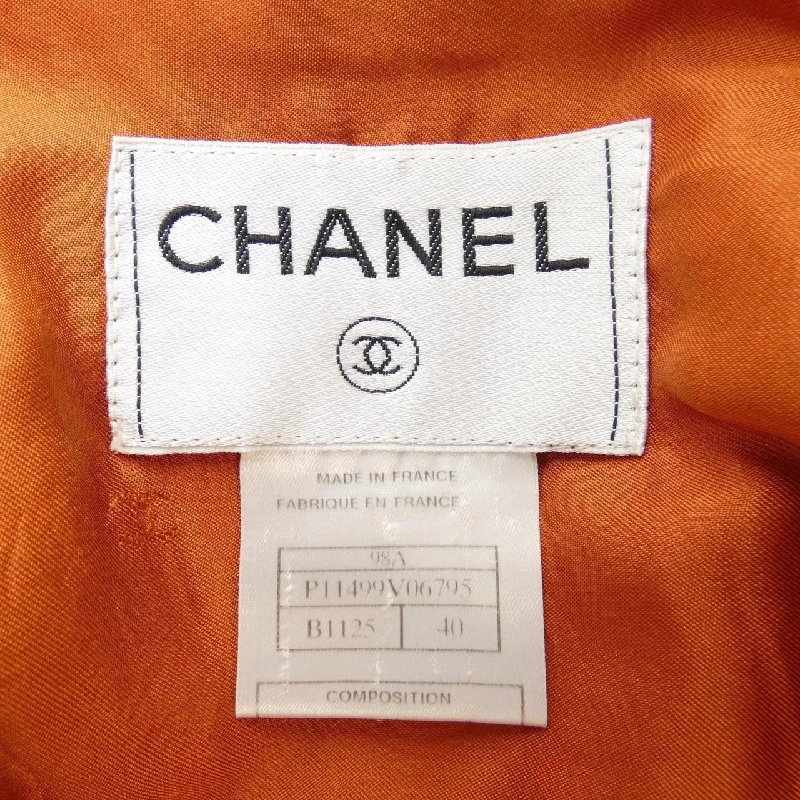 CHANEL
MADE IN FRANCE
FABRIQUE EN FRANCE
98A
P11499V06795
B1125 40
COMPOSITION